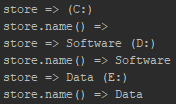 store => (C:)
store.name() =>
store => Software (D:)
store.name() => Software
store => Data (E:)
store.name() => Data